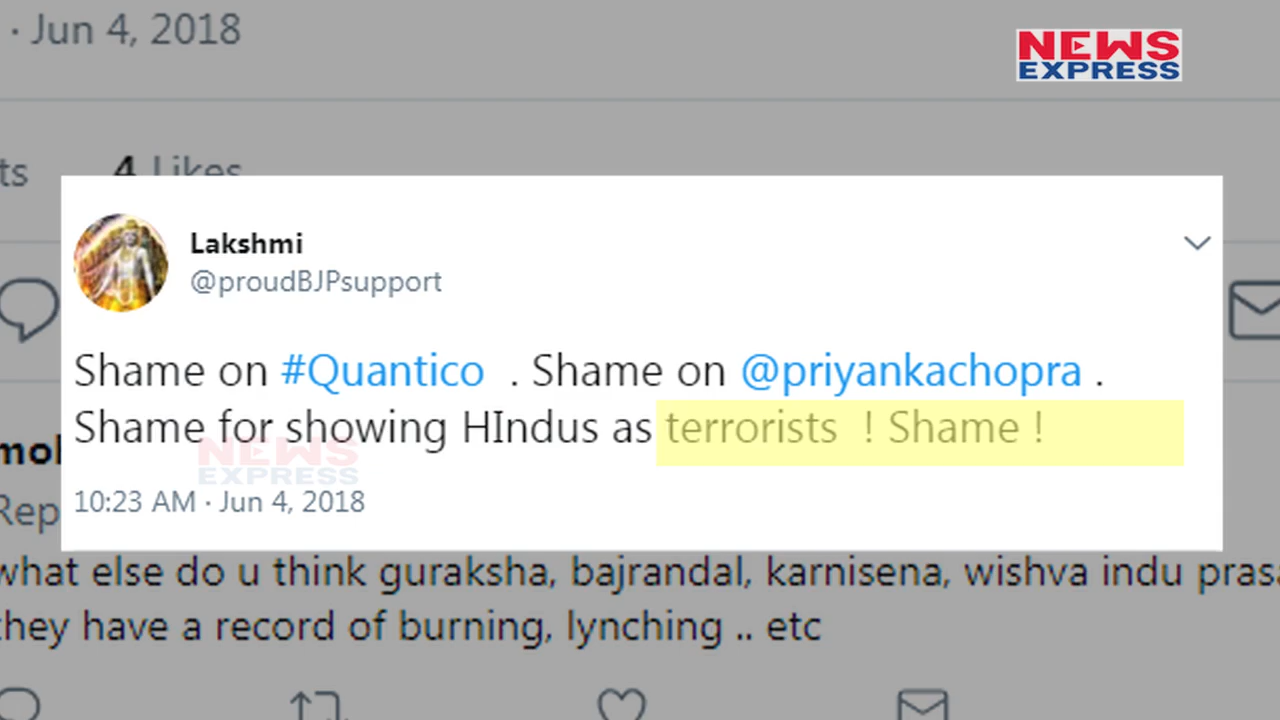 · Jun 4, 2018
NEWS
EXPRESS
ts 4 Likes
Lakshmi
@proudBJPsupport
Shame on #Quantico . Shame on @priyankachopra .
Shame for showing HIndus as terrorists ! Shame !
NEWS
EXPRESS
10:23 AM · Jun 4, 2018
mol
Rep
what else do u think guraksha, bajrandal, karnisena, wishva indu prasa
they have a record of burning, lynching .. etc